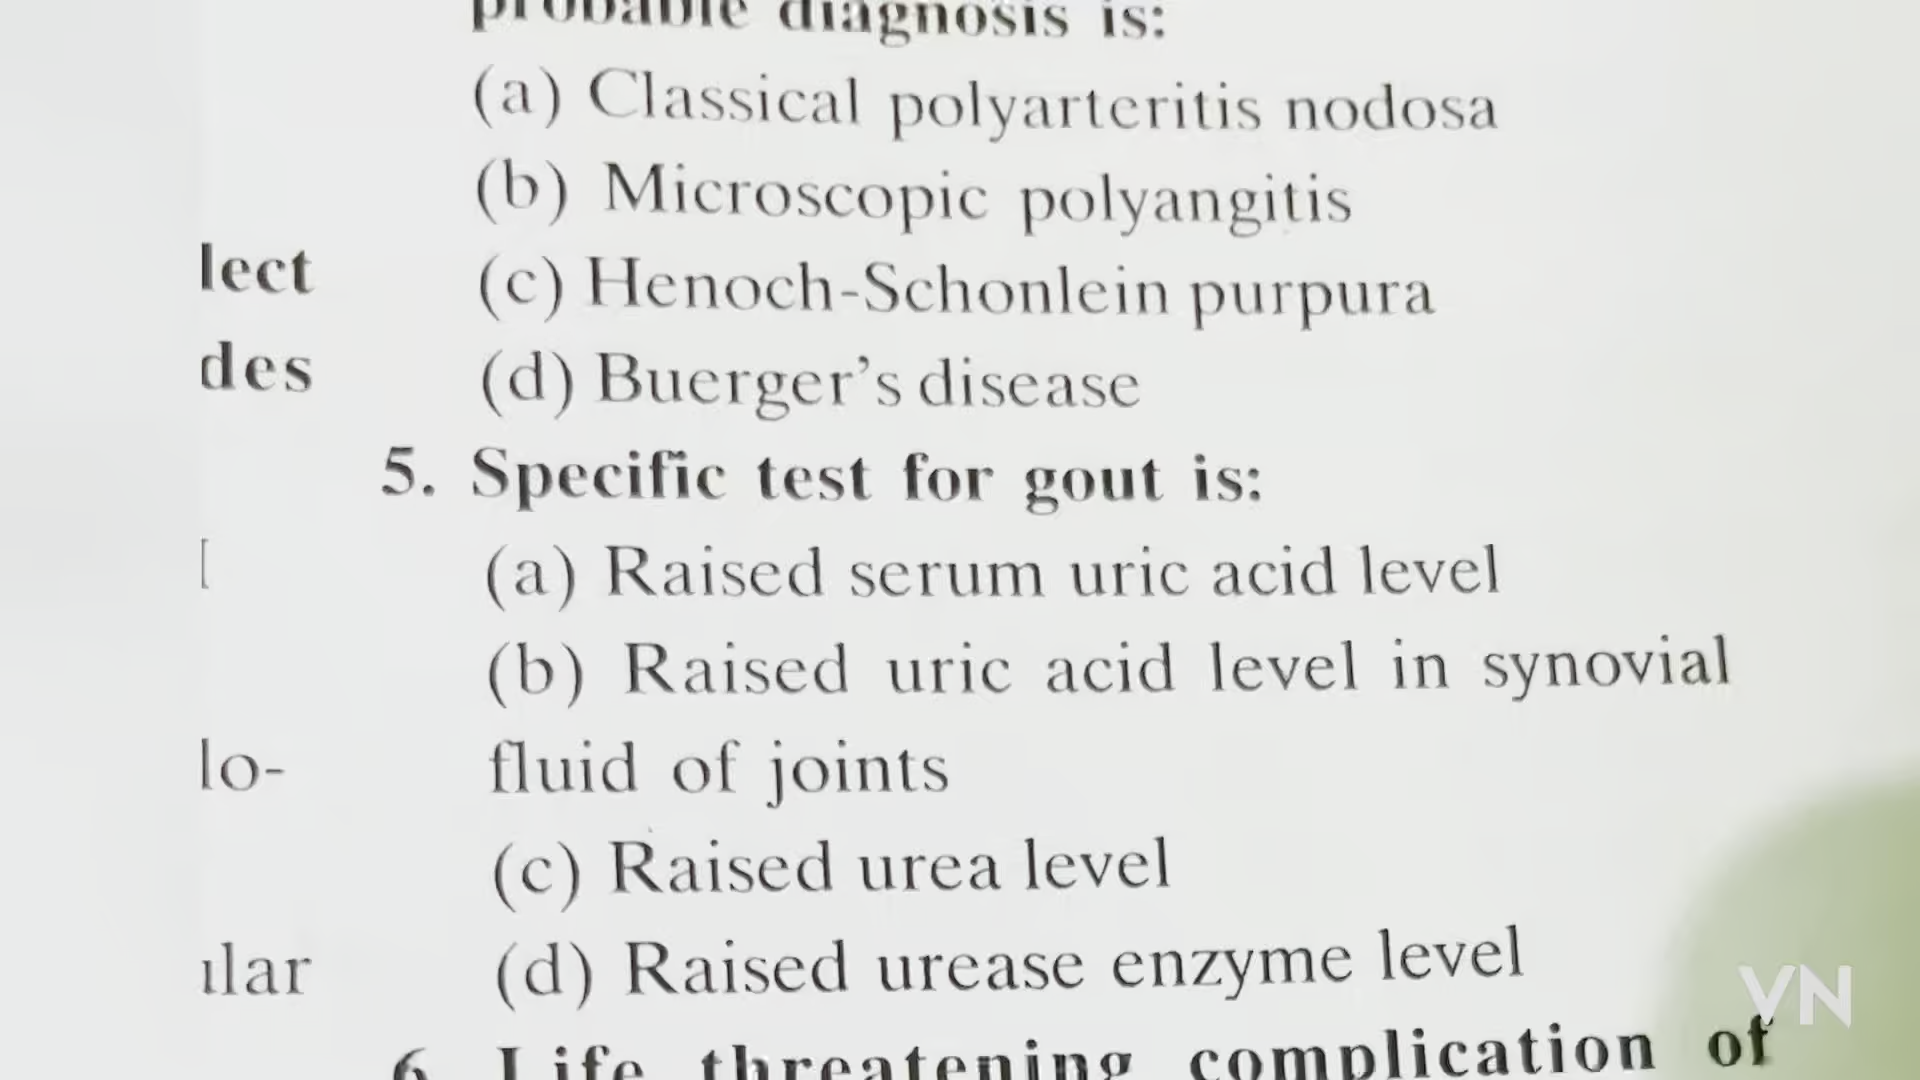 probable diagnosis is:
(a) Classical polyarteritis nodosa
(b) Microscopic polyangitis
lect
(c) Henoch-Schonlein purpura
des
(d) Buerger's disease
5. Specific test for gout is:
(a) Raised serum uric acid level
(b) Raised uric acid level in synovial
lo-
fluid of joints
(c) Raised urea level
ular
(d) Raised urease enzyme level
VN
6. Life threatening complication of